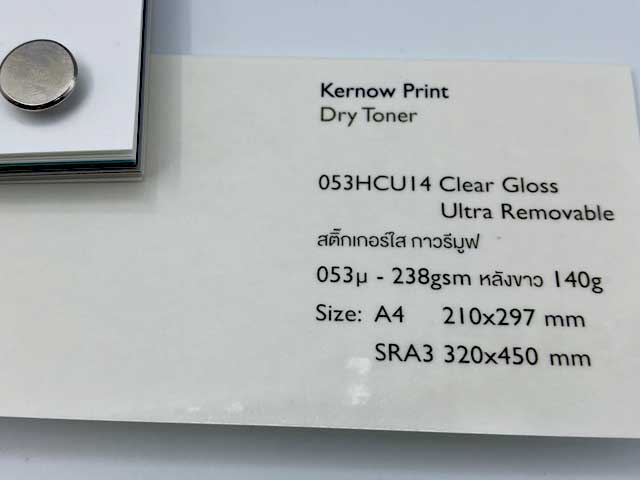 Kernow Print
Dry Toner
053HCU14 Clear Gloss
Ultra Removable
สติ๊กเกอร์ใส กาวรีมูฟ
053µ - 238gsm หลังขาว 140g
Size: A4 210x297 mm
SRA3 320x450 mm